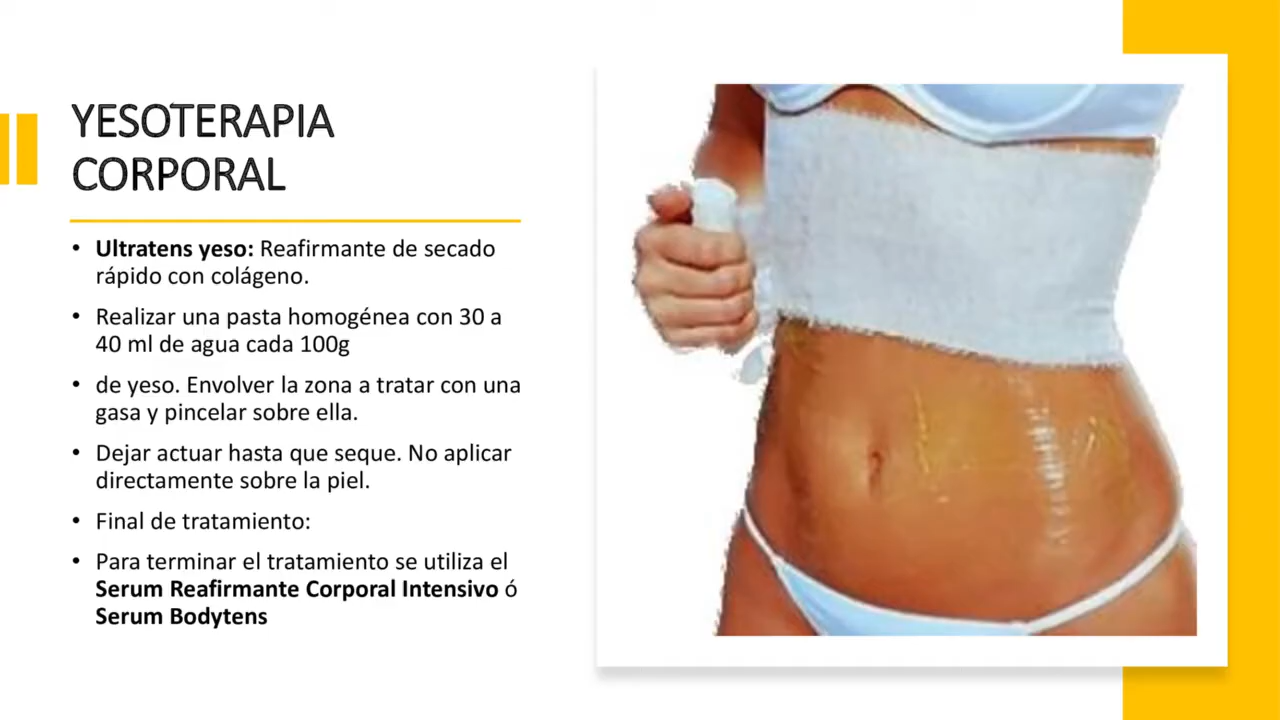 YESOTERAPIA
CORPORAL
• Ultratens yeso: Reafirmante de secado
rápido con colágeno.
• Realizar una pasta homogénea con 30 a
40 ml de agua cada 100g
• de yeso. Envolver la zona a tratar con una
gasa y pincelar sobre ella.
• Dejar actuar hasta que seque. No aplicar
directamente sobre la piel.
• Final de tratamiento:
• Para terminar el tratamiento se utiliza el
Serum Reafirmante Corporal Intensivo ó
Serum Bodytens